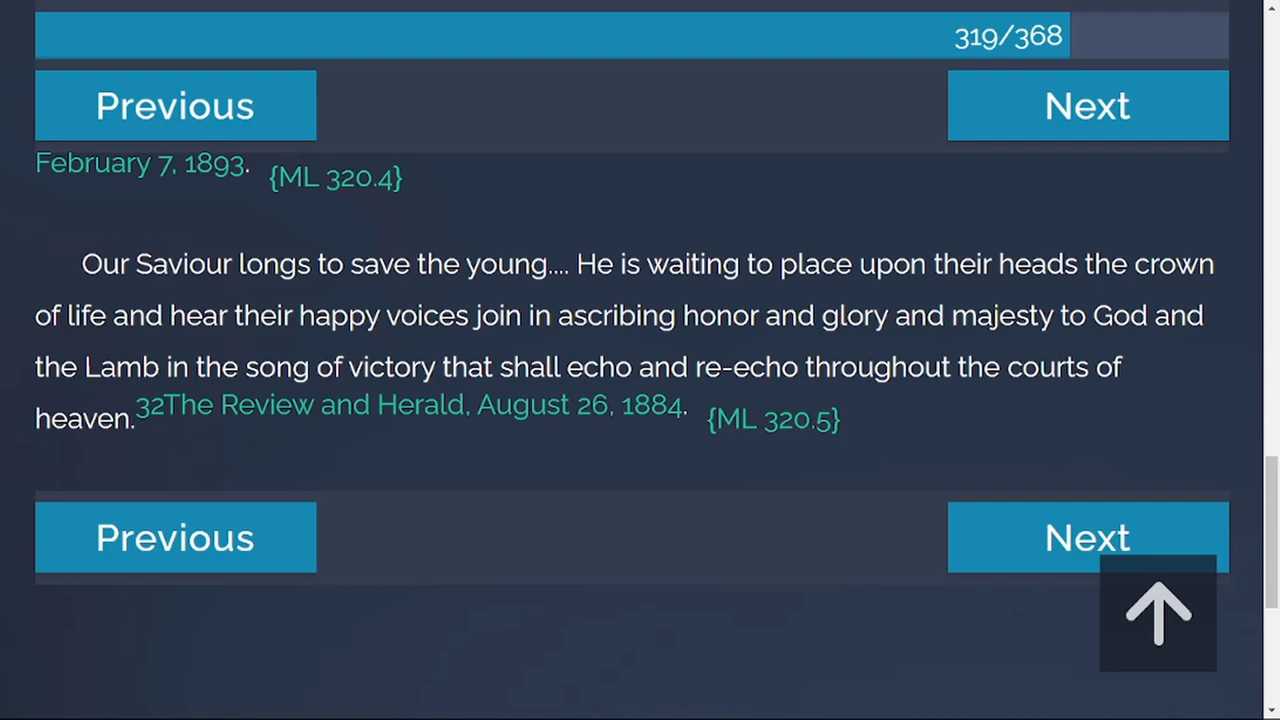 319/368
Previous Next
February 7, 1893. {ML 320.4}
Our Saviour longs to save the young.... He is waiting to place upon their heads the crown
of life and hear their happy voices join in ascribing honor and glory and majesty to God and
the Lamb in the song of victory that shall echo and re-echo throughout the courts of
heaven.32The Review and Herald, August 26, 1884. {ML 320.5}
Previous Next